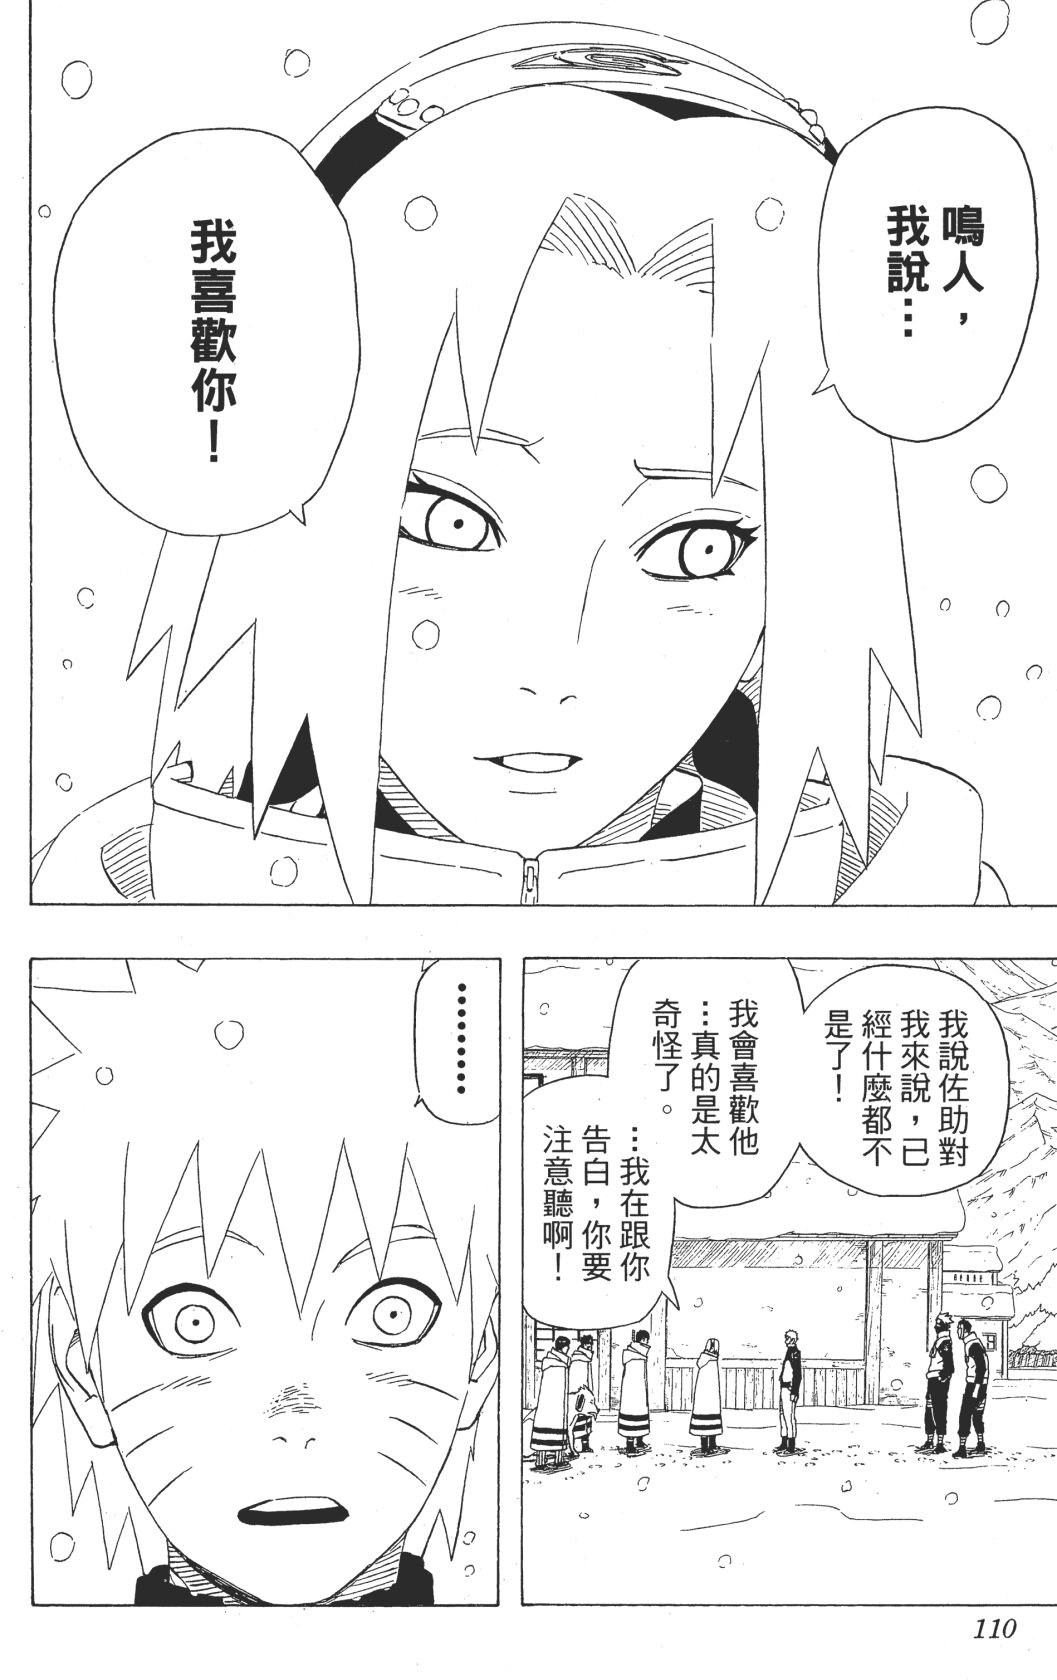 鳴人，
我說…
我喜歡你！
我說佐助對
我來說，已
經什麼都不
是了！
我會喜歡他
…真的是太
奇怪了。
…我在跟你
告白，你要
注意聽啊！
………
110